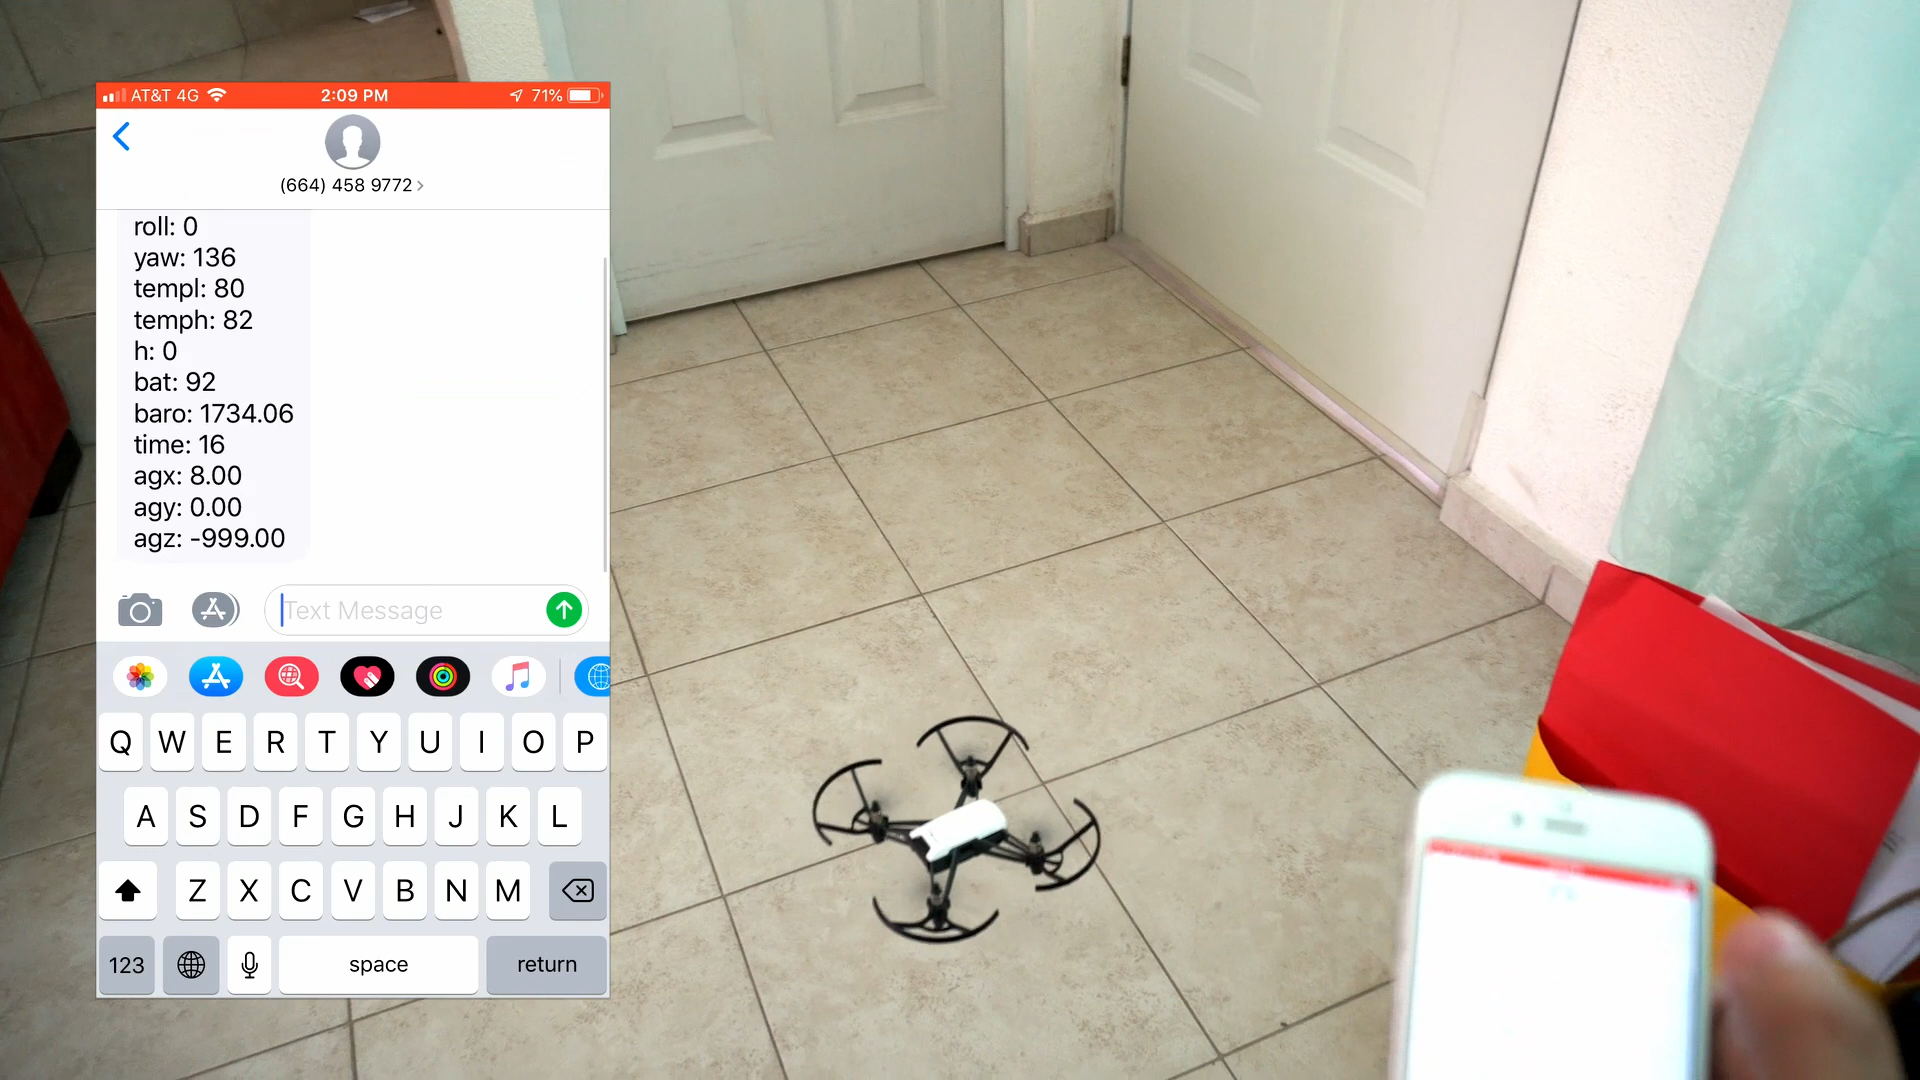 AT&T 4G 2:09 PM 71%
(664) 458 9772
roll: 0
yaw: 136
templ: 80
temph: 82
h: 0
bat: 92
baro: 1734.06
time: 16
agx: 8.00
agy: 0.00
agz: -999.00
Text Message
Q W E R T Y U I O P
A S D F G H J K L
Z X C V B N M
123 space return